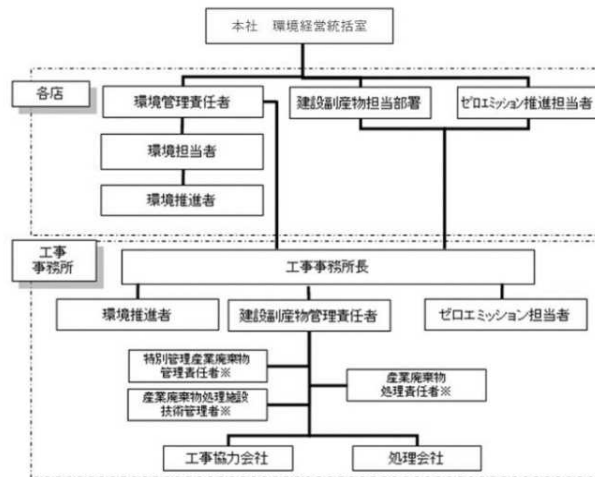 本社 環境経営統括室
各店
環境管理責任者
建設副産物担当部署
ゼロエミッション推進担当者
環境担当者
環境推進者
工事
事務所
工事事務所長
環境推進者
建設副産物管理責任者
ゼロエミッション担当者
特別管理産業廃棄物
管理責任者※
産業廃棄物
処理責任者※
産業廃棄物処理施設
技術管理者※
工事協力会社
処理会社